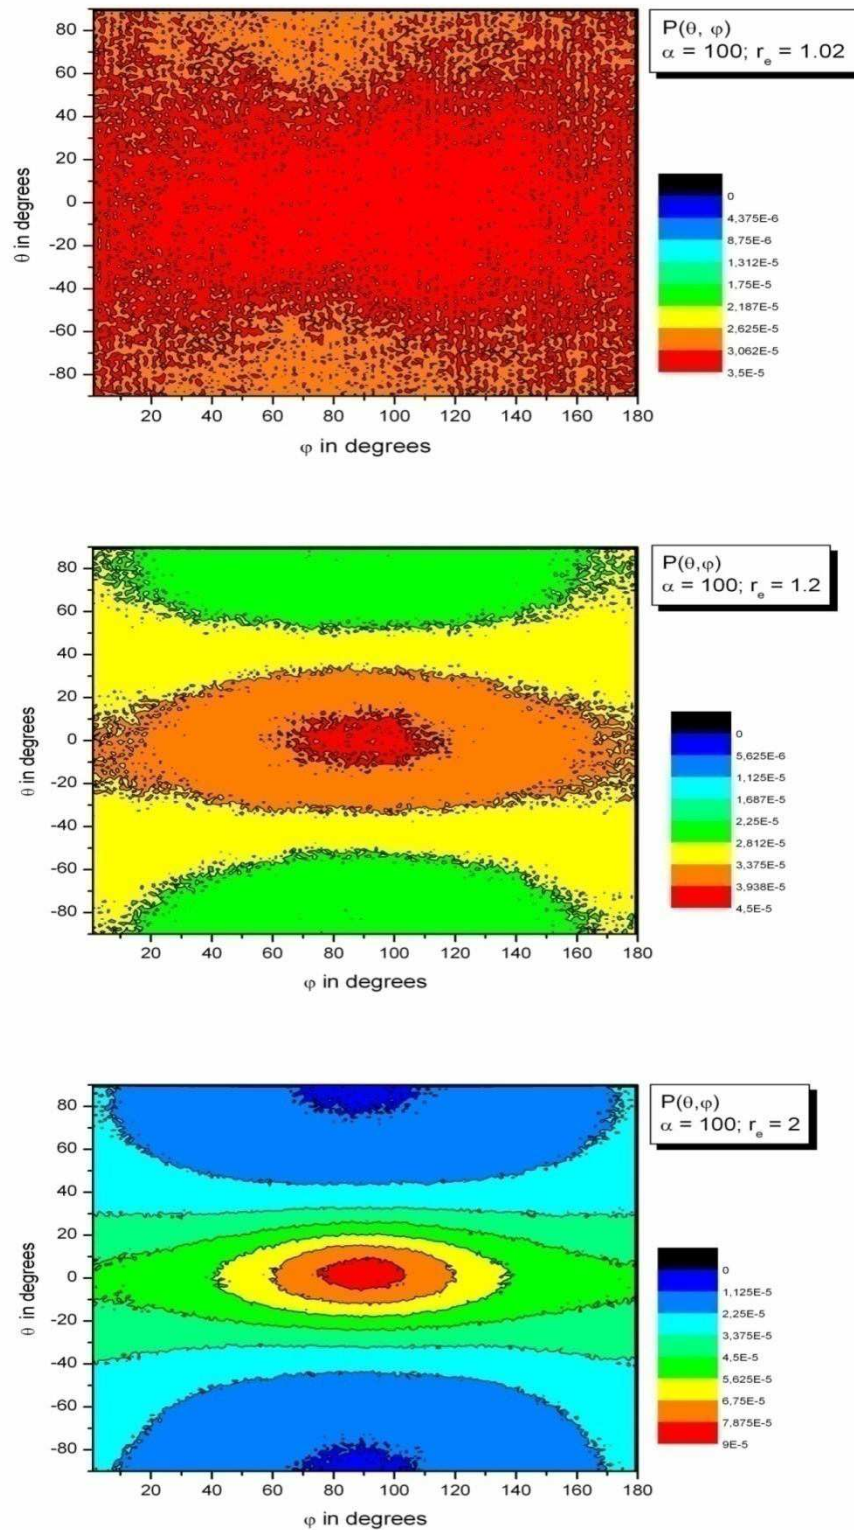 P(θ, φ)
α = 100; r_e = 1.02
80
60
40
20
0
-20
-40
-60
-80
θ in degrees
20 40 60 80 100 120 140 160 180
φ in degrees
0
4,375E-6
8,75E-6
1,312E-5
1,75E-5
2,187E-5
2,625E-5
3,062E-5
3,5E-5
P(θ,φ)
α = 100; r_e = 1.2
80
60
40
20
0
-20
-40
-60
-80
θ in degrees
20 40 60 80 100 120 140 160 180
φ in degrees
0
5,625E-6
1,125E-5
1,687E-5
2,25E-5
2,812E-5
3,375E-5
3,938E-5
4,5E-5
P(θ,φ)
α = 100; r_e = 2
80
60
40
20
0
-20
-40
-60
-80
θ in degrees
20 40 60 80 100 120 140 160 180
φ in degrees
0
1,125E-5
2,25E-5
3,375E-5
4,5E-5
5,625E-5
6,75E-5
7,875E-5
9E-5